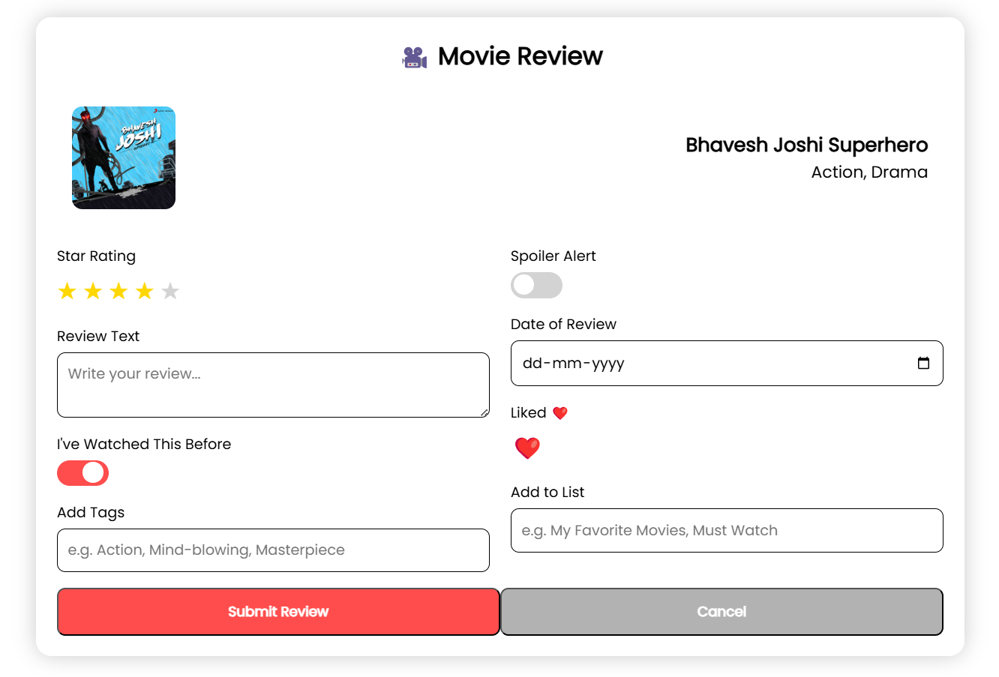 Movie Review
BHAVESH
JOSHI
Bhavesh Joshi Superhero
Action, Drama
Star Rating
Review Text
Write your review...
I've Watched This Before
Add Tags
e.g. Action, Mind-blowing, Masterpiece
Spoiler Alert
Date of Review
dd-mm-yyyy
Liked
Add to List
e.g. My Favorite Movies, Must Watch
Submit Review
Cancel